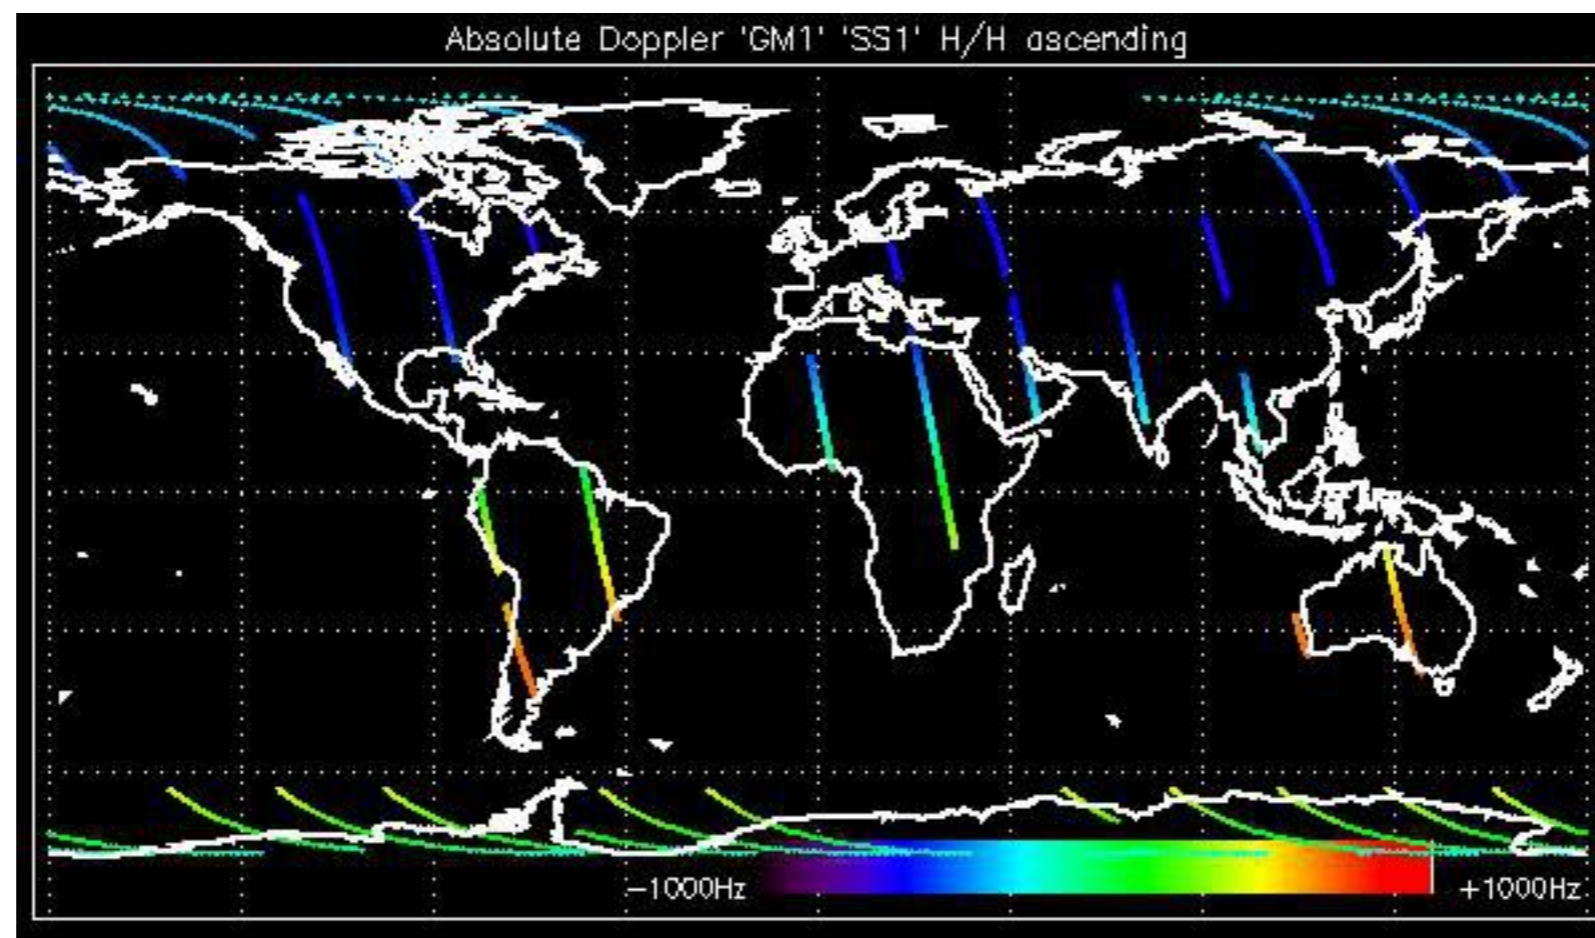 Absolute Doppler 'GM1' 'SS1' H/H ascending
-1000Hz
+1000Hz